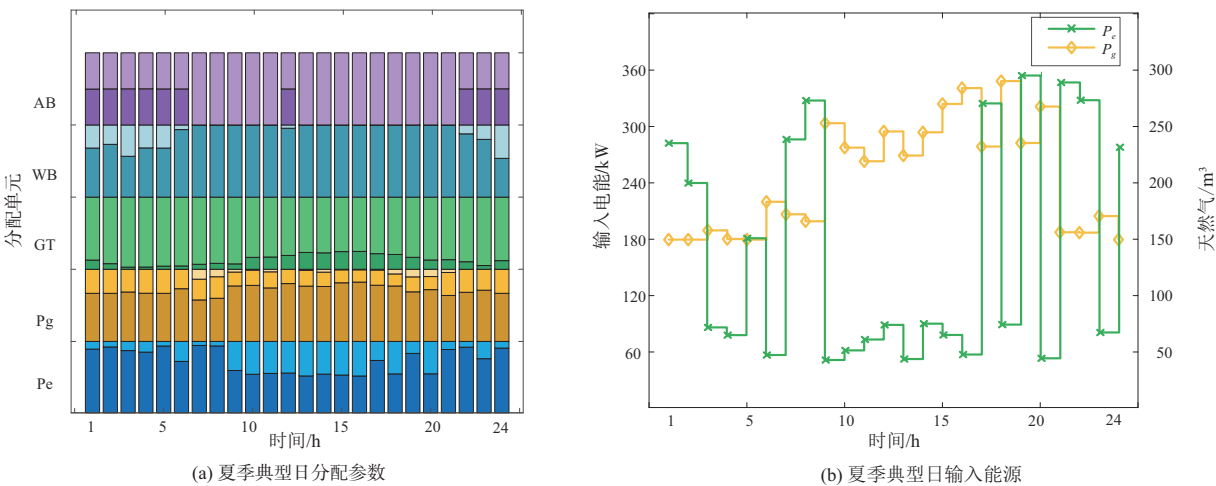 AB
WB
GT
Pg
Pe
分配单元
1
5
10
15
20
24
时间/h
(a) 夏季典型日分配参数
P_e
P_g
360
300
240
180
120
60
输入电能/kW
300
250
200
150
100
50
天然气/m³
1
5
10
15
20
24
时间/h
(b) 夏季典型日输入能源